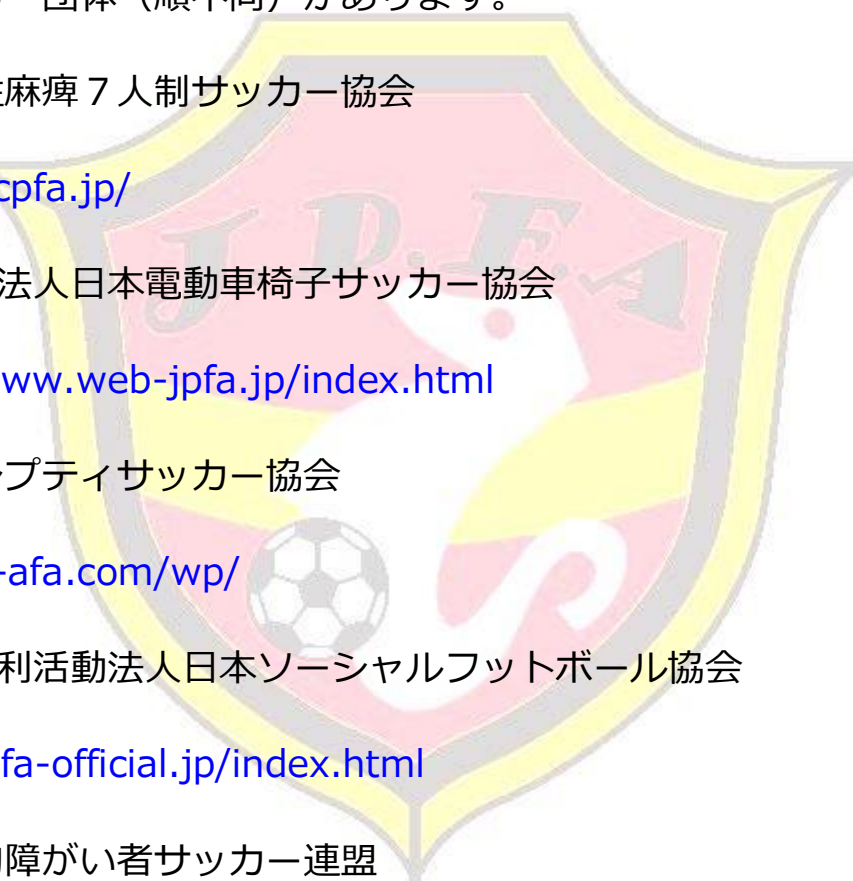 団体（順不同）があります。
麻痺７人制サッカー協会
cpfa.jp/
J.P.F.A
法人日本電動車椅子サッカー協会
ww.web-jpfa.jp/index.html
プティサッカー協会
-afa.com/wp/
利活動法人日本ソーシャルフットボール協会
fa-official.jp/index.html
障がい者サッカー連盟